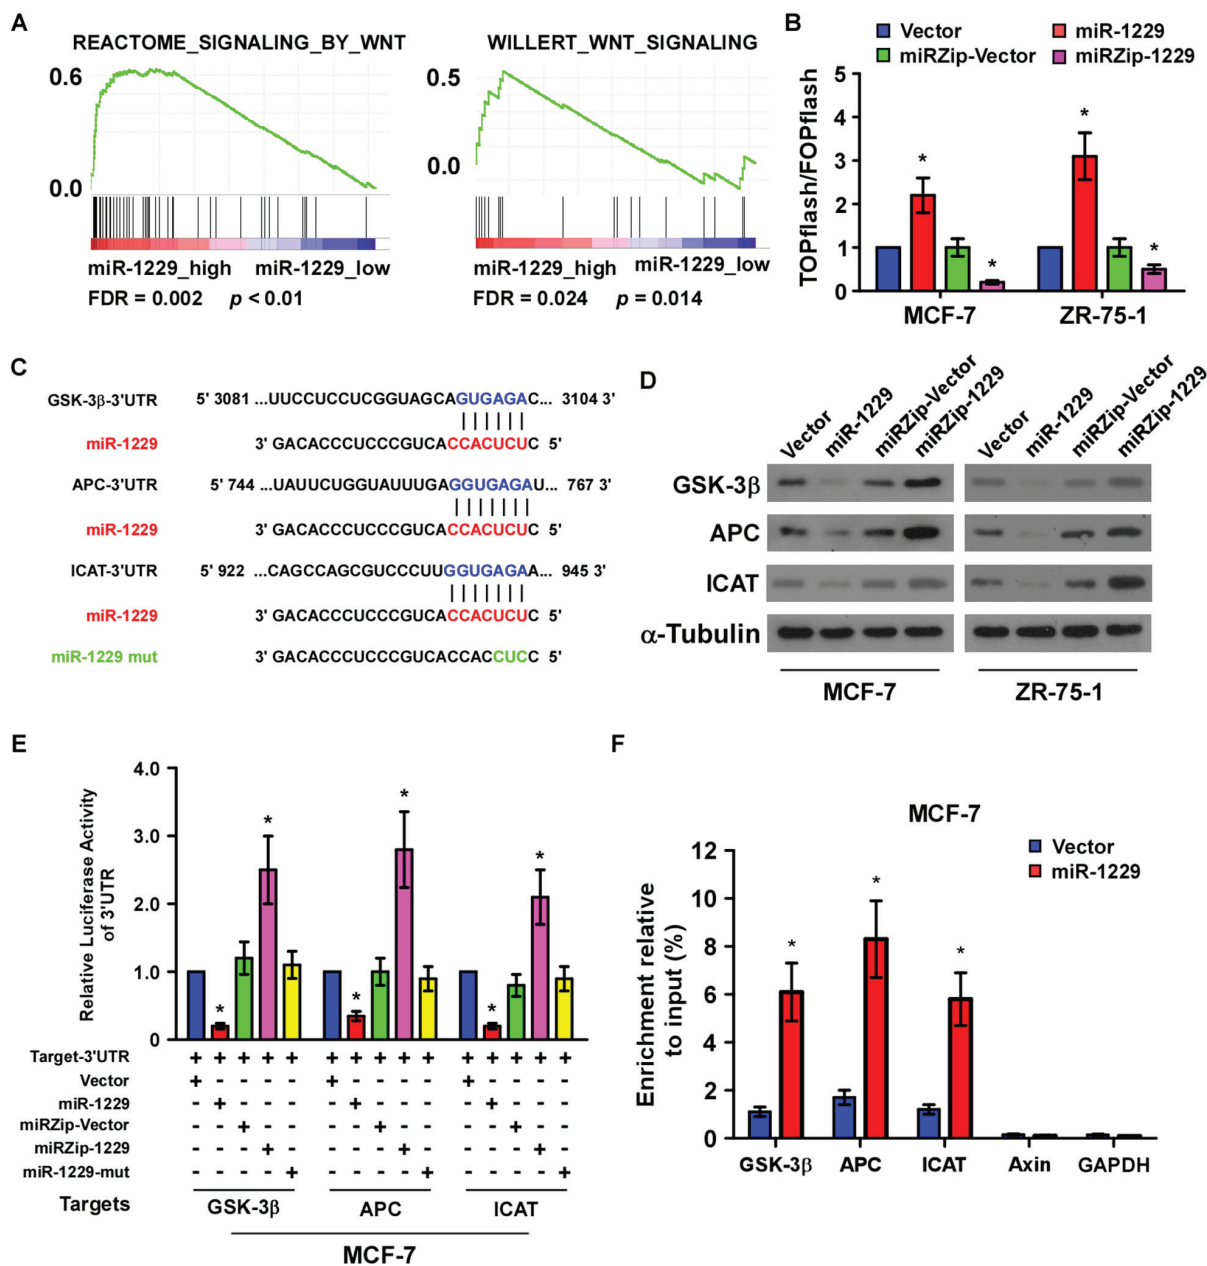 A
REACTOME_SIGNALING_BY_WNT
0.6
0.0
miR-1229_high miR-1229_low
FDR = 0.002 p < 0.01
WILLERT_WNT_SIGNALING
0.5
0.0
miR-1229_high miR-1229_low
FDR = 0.024 p = 0.014
B
Vector miR-1229
miRZip-Vector miRZip-1229
TOPflash/FOPflash
5
4
3
2
1
0
* * * *
MCF-7 ZR-75-1
C
GSK-3β-3'UTR 5' 3081 ...UUCCUCCUCGGUAGCAGUGAGAC... 3104 3'
miR-1229 3' GACACCCUCCCGUCACCACUCUC 5'
APC-3'UTR 5' 744 ...UAUUCUGGUAUUUGAGGUGAGAU... 767 3'
miR-1229 3' GACACCCUCCCGUCACCACUCUC 5'
ICAT-3'UTR 5' 922 ...CAGCCAGCGUCCCUUGGUGAGAA... 945 3'
miR-1229 3' GACACCCUCCCGUCACCACUCUC 5'
miR-1229 mut 3' GACACCCUCCCGUCACCACCUCC 5'
D
Vector miR-1229 miRZip-Vector miRZip-1229 Vector miR-1229 miRZip-Vector miRZip-1229
GSK-3β
APC
ICAT
α-Tubulin
MCF-7 ZR-75-1
E
Relative Luciferase Activity
of 3'UTR
4.0
3.0
2.0
1.0
0
* * * * * *
Target-3'UTR + + + + + + + + + + + + + + +
Vector + - - - - + - - - - + - - - -
miR-1229 - + - - - - + - - - - + - - -
miRZip-Vector - - + - - - - + - - - - + - -
miRZip-1229 - - - + - - - - + - - - - + -
miR-1229-mut - - - - + - - - - + - - - - +
Targets GSK-3β APC ICAT
MCF-7
F
MCF-7
Vector
miR-1229
Enrichment relative
to input (%)
12
10
8
6
4
2
0
* * *
GSK-3β APC ICAT Axin GAPDH